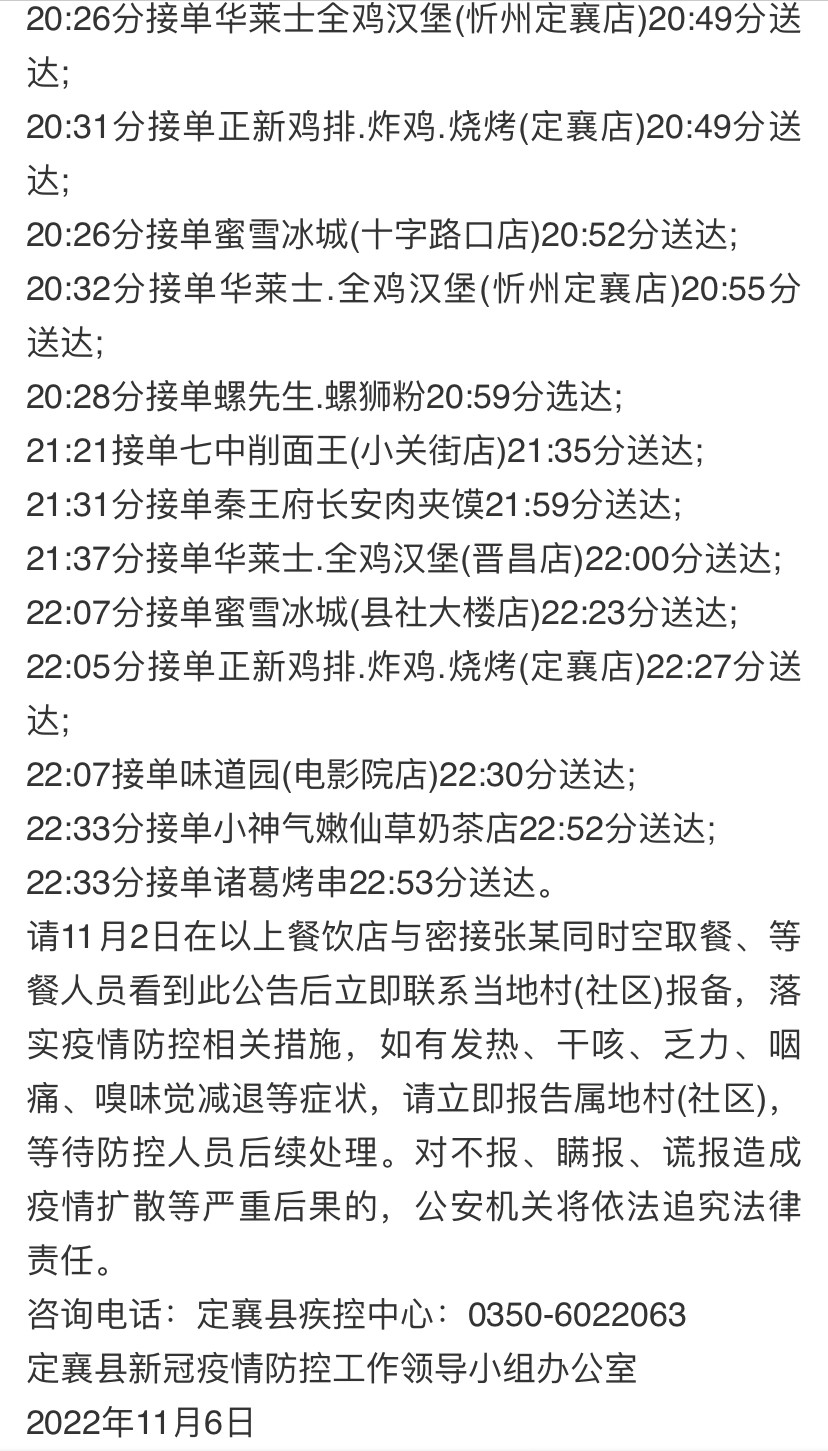 20:26分接单华莱士全鸡汉堡(忻州定襄店)20:49分送
达;
20:31分接单正新鸡排.炸鸡.烧烤(定襄店)20:49分送
达;
20:26分接单蜜雪冰城(十字路口店)20:52分送达;
20:32分接单华莱士.全鸡汉堡(忻州定襄店)20:55分
送达;
20:28分接单螺先生.螺狮粉20:59分选达;
21:21接单七中削面王(小关街店)21:35分送达;
21:31分接单秦王府长安肉夹馍21:59分送达;
21:37分接单华莱士.全鸡汉堡(晋昌店)22:00分送达;
22:07分接单蜜雪冰城(县社大楼店)22:23分送达;
22:05分接单正新鸡排.炸鸡.烧烤(定襄店)22:27分送
达;
22:07接单味道园(电影院店)22:30分送达;
22:33分接单小神气嫩仙草奶茶店22:52分送达;
22:33分接单诸葛烤串22:53分送达。
请11月2日在以上餐饮店与密接张某同时空取餐、等
餐人员看到此公告后立即联系当地村(社区)报备，落
实疫情防控相关措施，如有发热、干咳、乏力、咽
痛、嗅味觉减退等症状，请立即报告属地村(社区)，
等待防控人员后续处理。对不报、瞒报、谎报造成
疫情扩散等严重后果的，公安机关将依法追究法律
责任。
咨询电话：定襄县疾控中心：0350-6022063
定襄县新冠疫情防控工作领导小组办公室
2022年11月6日